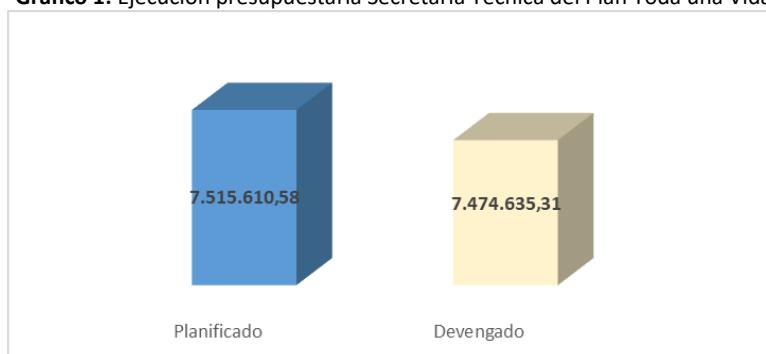 Gráfico 1: Ejecución presupuestaria Secretaría Técnica del Plan Toda una Vida
7.515.610,58
7.474.635,31
Planificado
Devengado